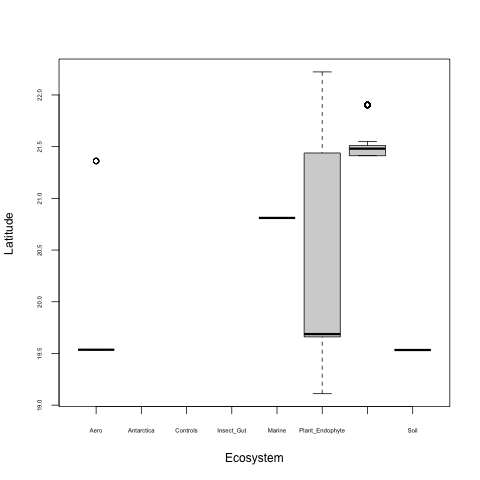 22.0
21.5
21.0
20.5
20.0
19.5
19.0
Latitude
Aero Antarctica Controls Insect_Gut Marine Plant_Endophyte Soil
Ecosystem